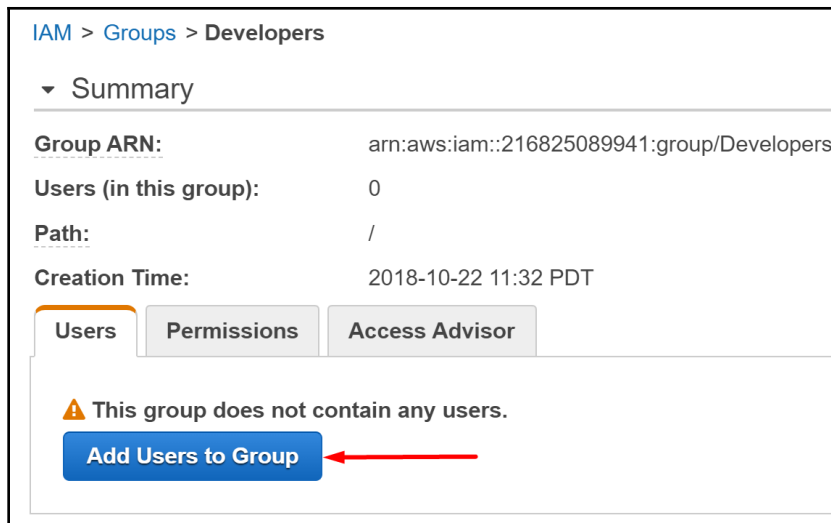 IAM > Groups > Developers
Summary
Group ARN: arn:aws:iam::216825089941:group/Developers
Users (in this group): 0
Path: /
Creation Time: 2018-10-22 11:32 PDT
Users Permissions Access Advisor
This group does not contain any users.
Add Users to Group